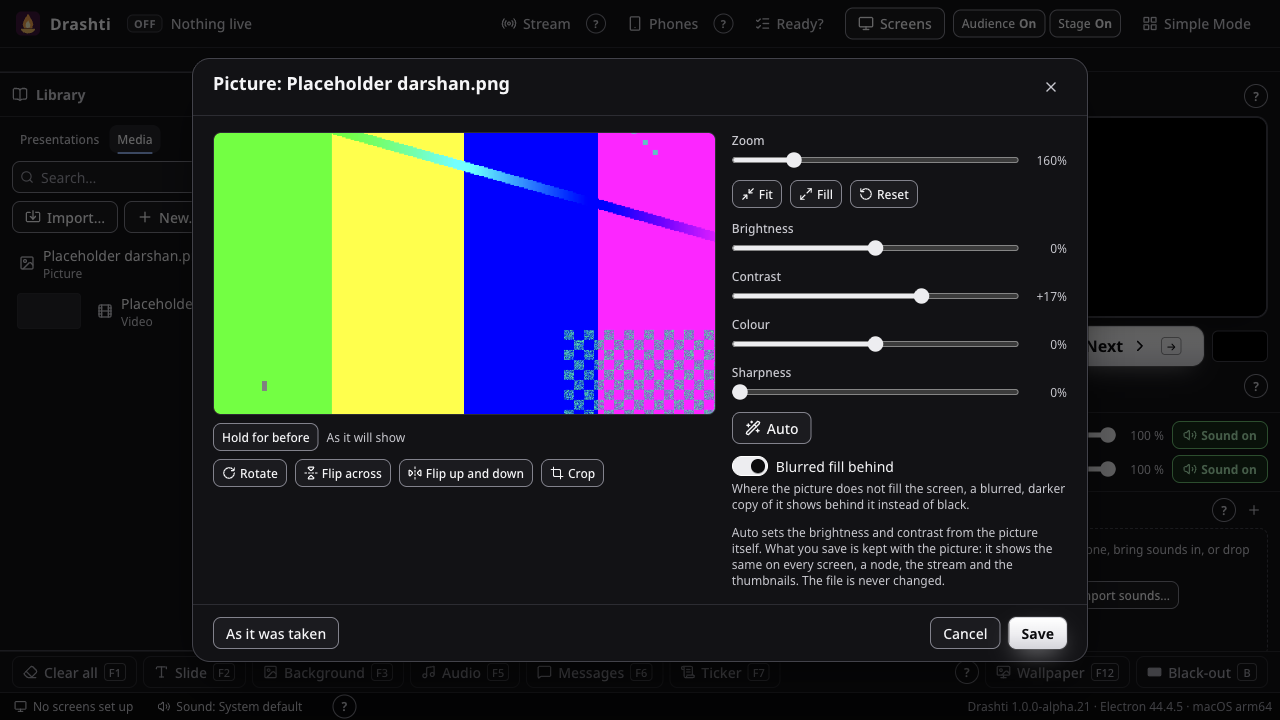 Drashti
OFF
Nothing live
Stream
?
Phones
?
Ready?
Screens
Audience On
Stage On
Simple Mode
Library
?
Presentations
Media
Search...
Import...
New.
Placeholder darshan.p
Picture
Placeholde
Video
Picture: Placeholder darshan.png
Zoom
160%
Fit
Fill
Reset
Brightness
0%
Contrast
+17%
Colour
0%
Sharpness
0%
Auto
Blurred fill behind
Where the picture does not fill the screen, a blurred, darker
copy of it shows behind it instead of black.
Auto sets the brightness and contrast from the picture
itself. What you save is kept with the picture: it shows the
same on every screen, a node, the stream and the
thumbnails. The file is never changed.
Hold for before
As it will show
Rotate
Flip across
Flip up and down
Crop
As it was taken
Cancel
Save
Next
?
100 %
Sound on
100 %
Sound on
?
one, bring sounds in, or drop
port sounds...
Clear all F1
Slide F2
Background F3
Audio F5
Messages F6
Ticker F7
?
Wallpaper F12
Black-out B
No screens set up
Sound: System default
?
Drashti 1.0.0-alpha.21 · Electron 44.4.5 · macOS arm64